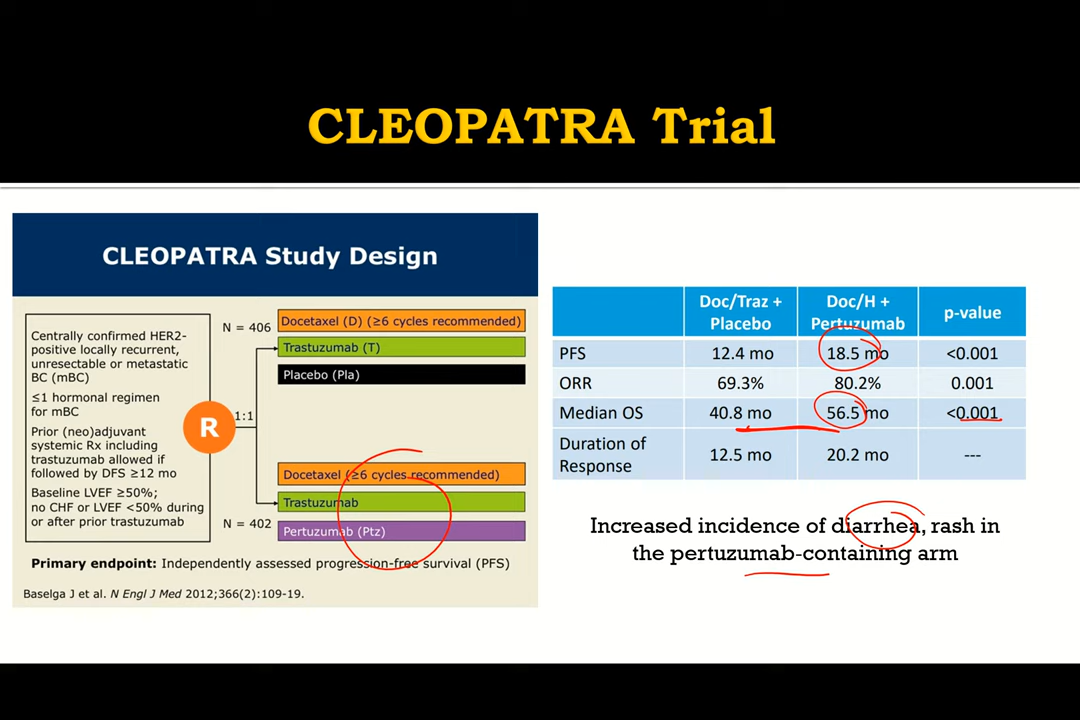 CLEOPATRA Trial
CLEOPATRA Study Design
Centrally confirmed HER2-
positive locally recurrent,
unresectable or metastatic
BC (mBC)
≤1 hormonal regimen
for mBC
Prior (neo)adjuvant
systemic Rx including
trastuzumab allowed if
followed by DFS ≥12 mo
Baseline LVEF ≥50%;
no CHF or LVEF <50% during
or after prior trastuzumab
R
1:1
N = 406
Docetaxel (D) (≥6 cycles recommended)
Trastuzumab (T)
Placebo (Pla)
Docetaxel (≥6 cycles recommended)
Trastuzumab
Pertuzumab (Ptz)
N = 402
Primary endpoint: Independently assessed progression-free survival (PFS)
Baselga J et al. N Engl J Med 2012;366(2):109-19.
Doc/Traz + Placebo Doc/H + Pertuzumab p-value
PFS 12.4 mo 18.5 mo <0.001
ORR 69.3% 80.2% 0.001
Median OS 40.8 mo 56.5 mo <0.001
Duration of Response 12.5 mo 20.2 mo ---
Increased incidence of diarrhea, rash in
the pertuzumab-containing arm